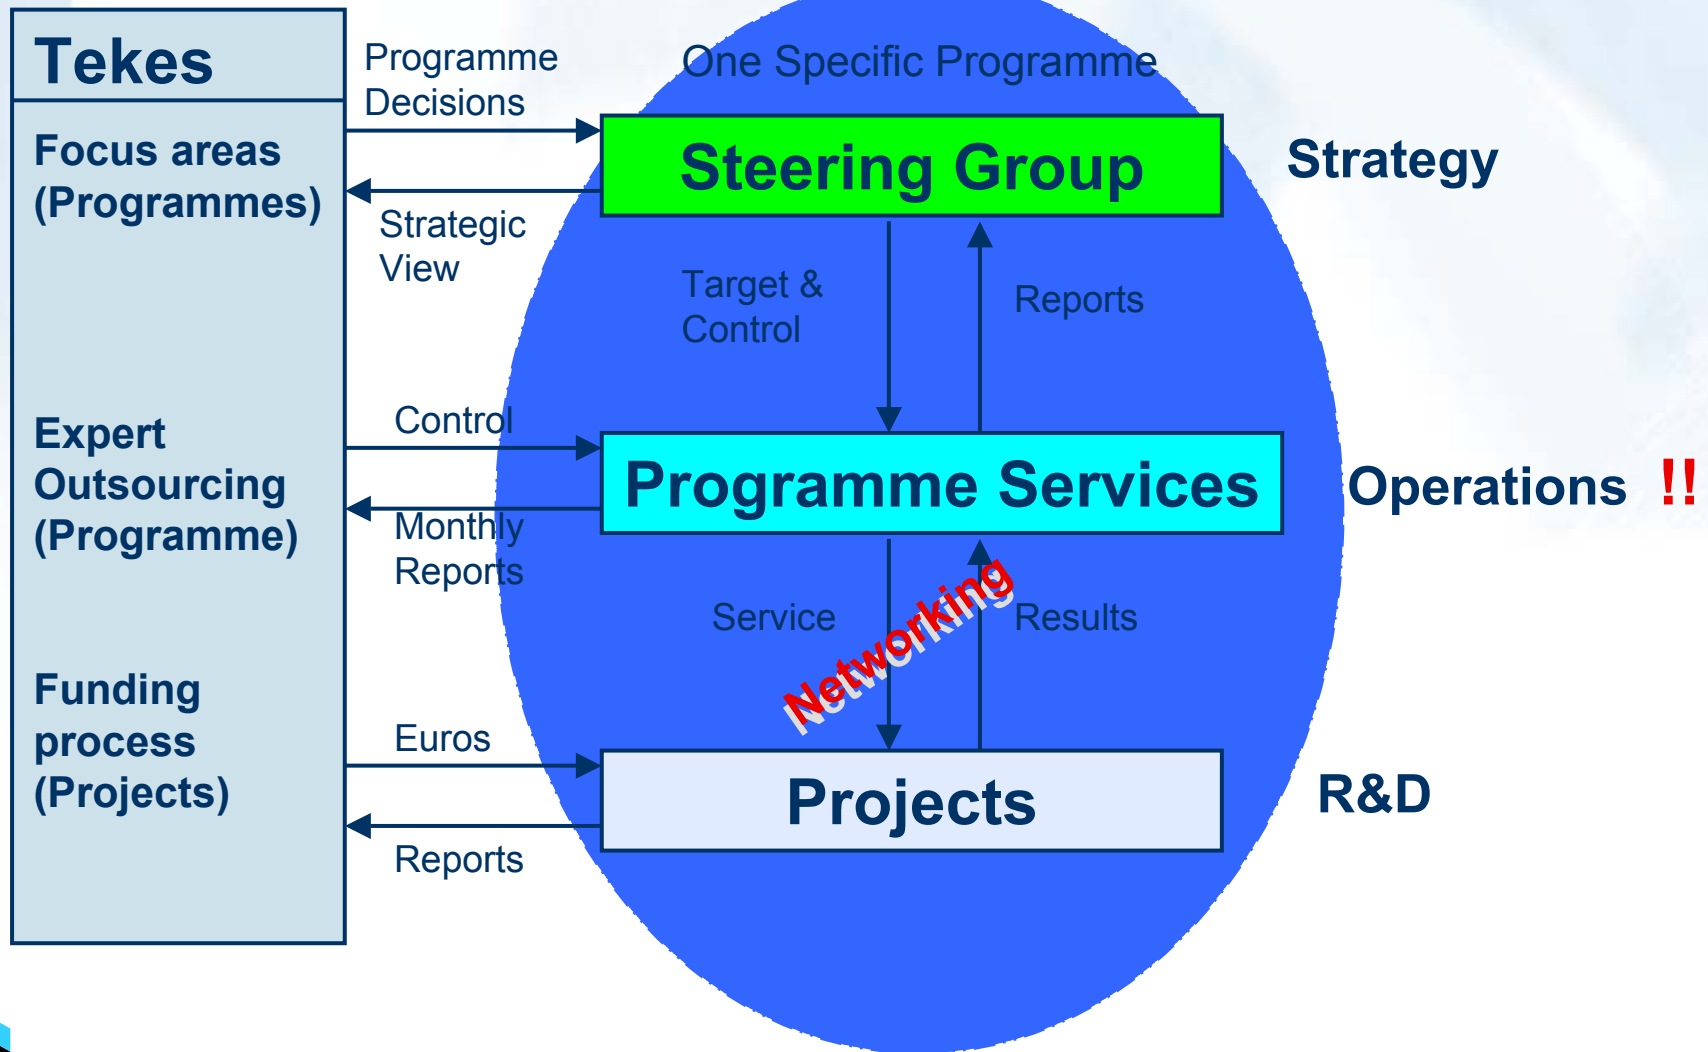 Tekes
Focus areas
(Programmes)
Expert
Outsourcing
(Programme)
Funding
process
(Projects)
Programme
Decisions
Strategic
View
Control
Monthly
Reports
Euros
Reports
One Specific Programme
Steering Group
Target &
Control
Reports
Programme Services
Service
Networking
Results
Projects
Strategy
Operations !!
R&D